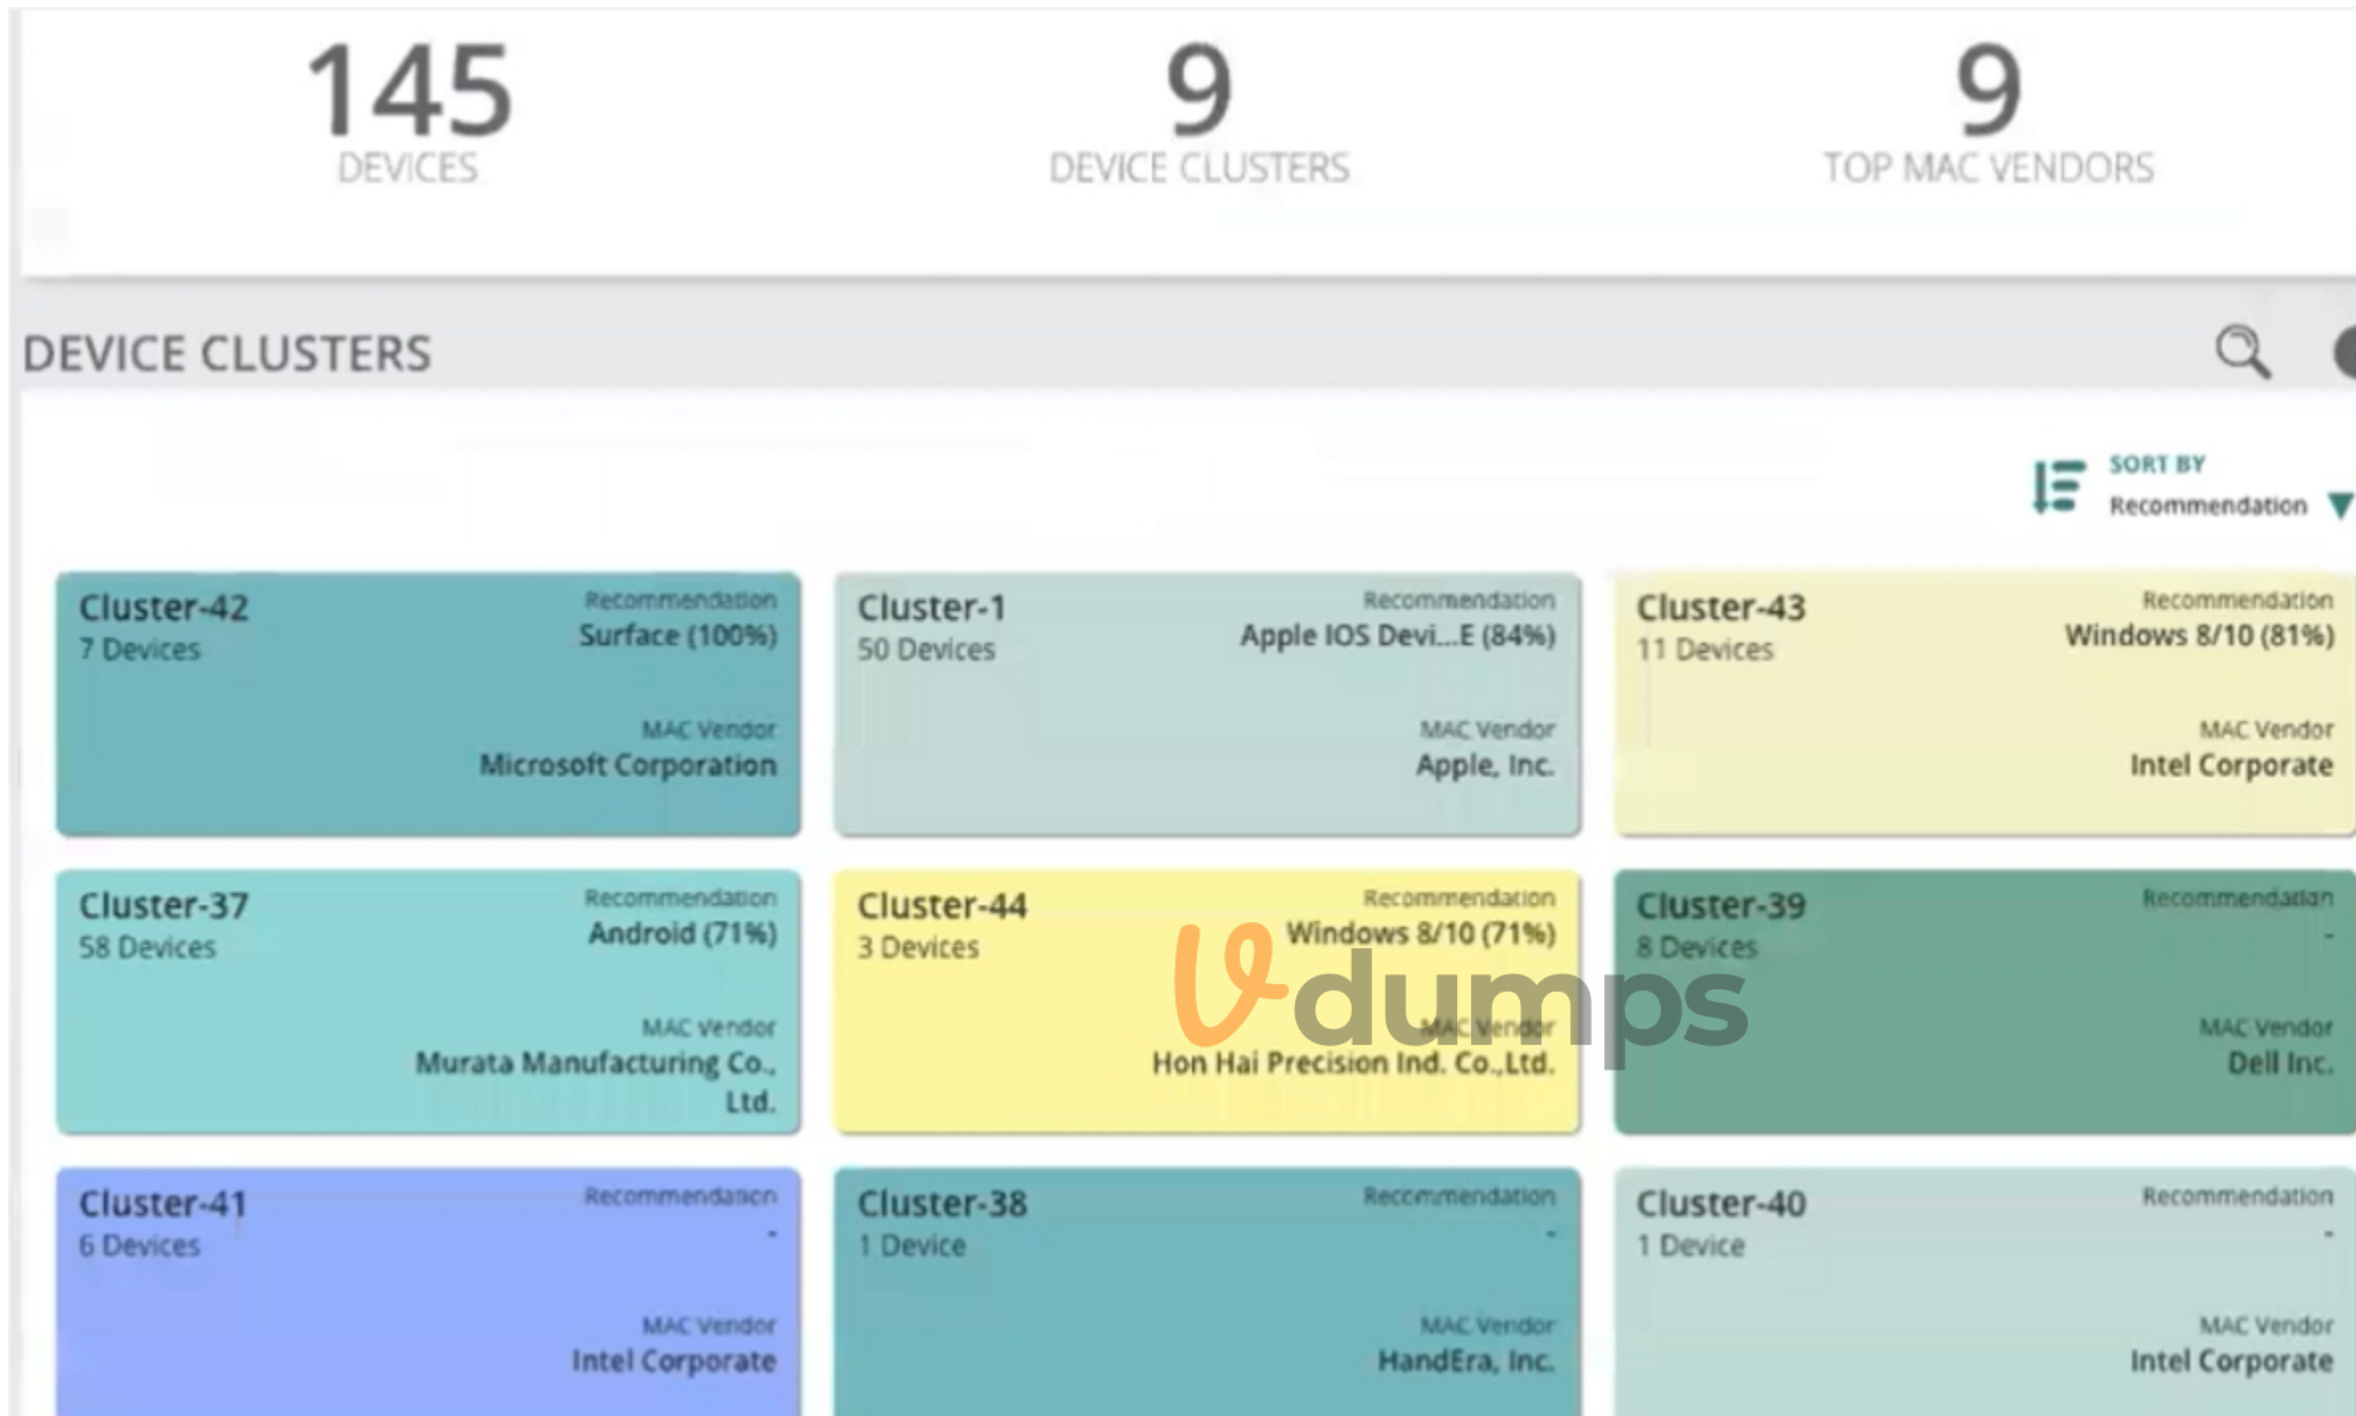 145
DEVICES
9
DEVICE CLUSTERS
9
TOP MAC VENDORS
DEVICE CLUSTERS
SORT BY
Recommendation
Cluster-42
7 Devices
Recommendation
Surface (100%)
MAC Vendor
Microsoft Corporation
Cluster-1
50 Devices
Recommendation
Apple IOS Devi...E (84%)
MAC Vendor
Apple, Inc.
Cluster-43
11 Devices
Recommendation
Windows 8/10 (81%)
MAC Vendor
Intel Corporate
Cluster-37
58 Devices
Recommendation
Android (71%)
MAC Vendor
Murata Manufacturing Co.,
Ltd.
Cluster-44
3 Devices
Recommendation
Windows 8/10 (71%)
MAC Vendor
Hon Hai Precision Ind. Co.,Ltd.
Cluster-39
8 Devices
Recommendation
-
MAC Vendor
Dell Inc.
Vdumps
Cluster-41
6 Devices
Recommendation
-
MAC Vendor
Intel Corporate
Cluster-38
1 Device
Recommendation
-
MAC Vendor
HandEra, Inc.
Cluster-40
1 Device
Recommendation
-
MAC Vendor
Intel Corporate